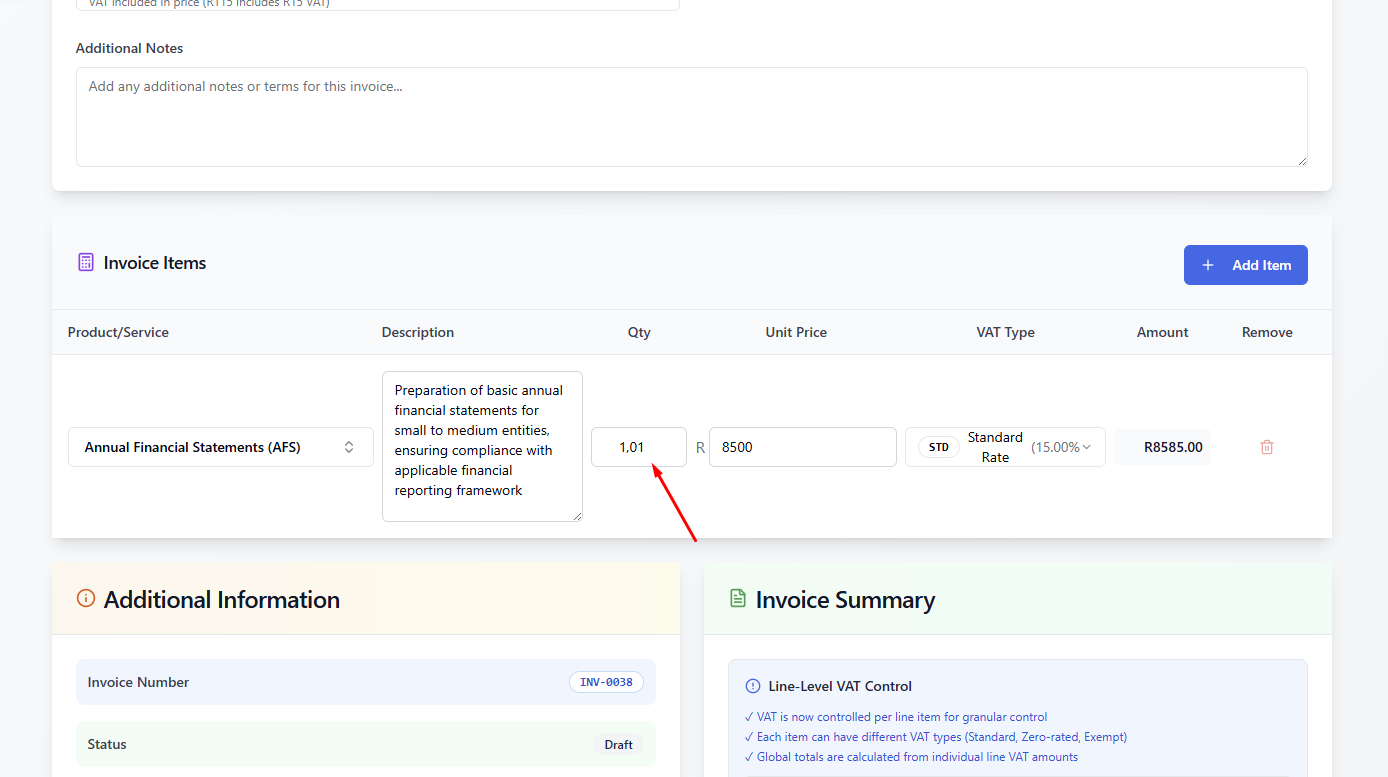 VAT included in price (R115 includes R15 VAT)
Additional Notes
Add any additional notes or terms for this invoice...
Invoice Items
Add Item
Product/Service Description Qty Unit Price VAT Type Amount Remove
Preparation of basic annual
financial statements for
small to medium entities,
ensuring compliance with
applicable financial
reporting framework
Annual Financial Statements (AFS)
1,01
R 8500
STD
Standard
Rate
(15.00%
R8585.00
Additional Information
Invoice Number INV-0038
Status Draft
Invoice Summary
Line-Level VAT Control
✓ VAT is now controlled per line item for granular control
✓ Each item can have different VAT types (Standard, Zero-rated, Exempt)
✓ Global totals are calculated from individual line VAT amounts